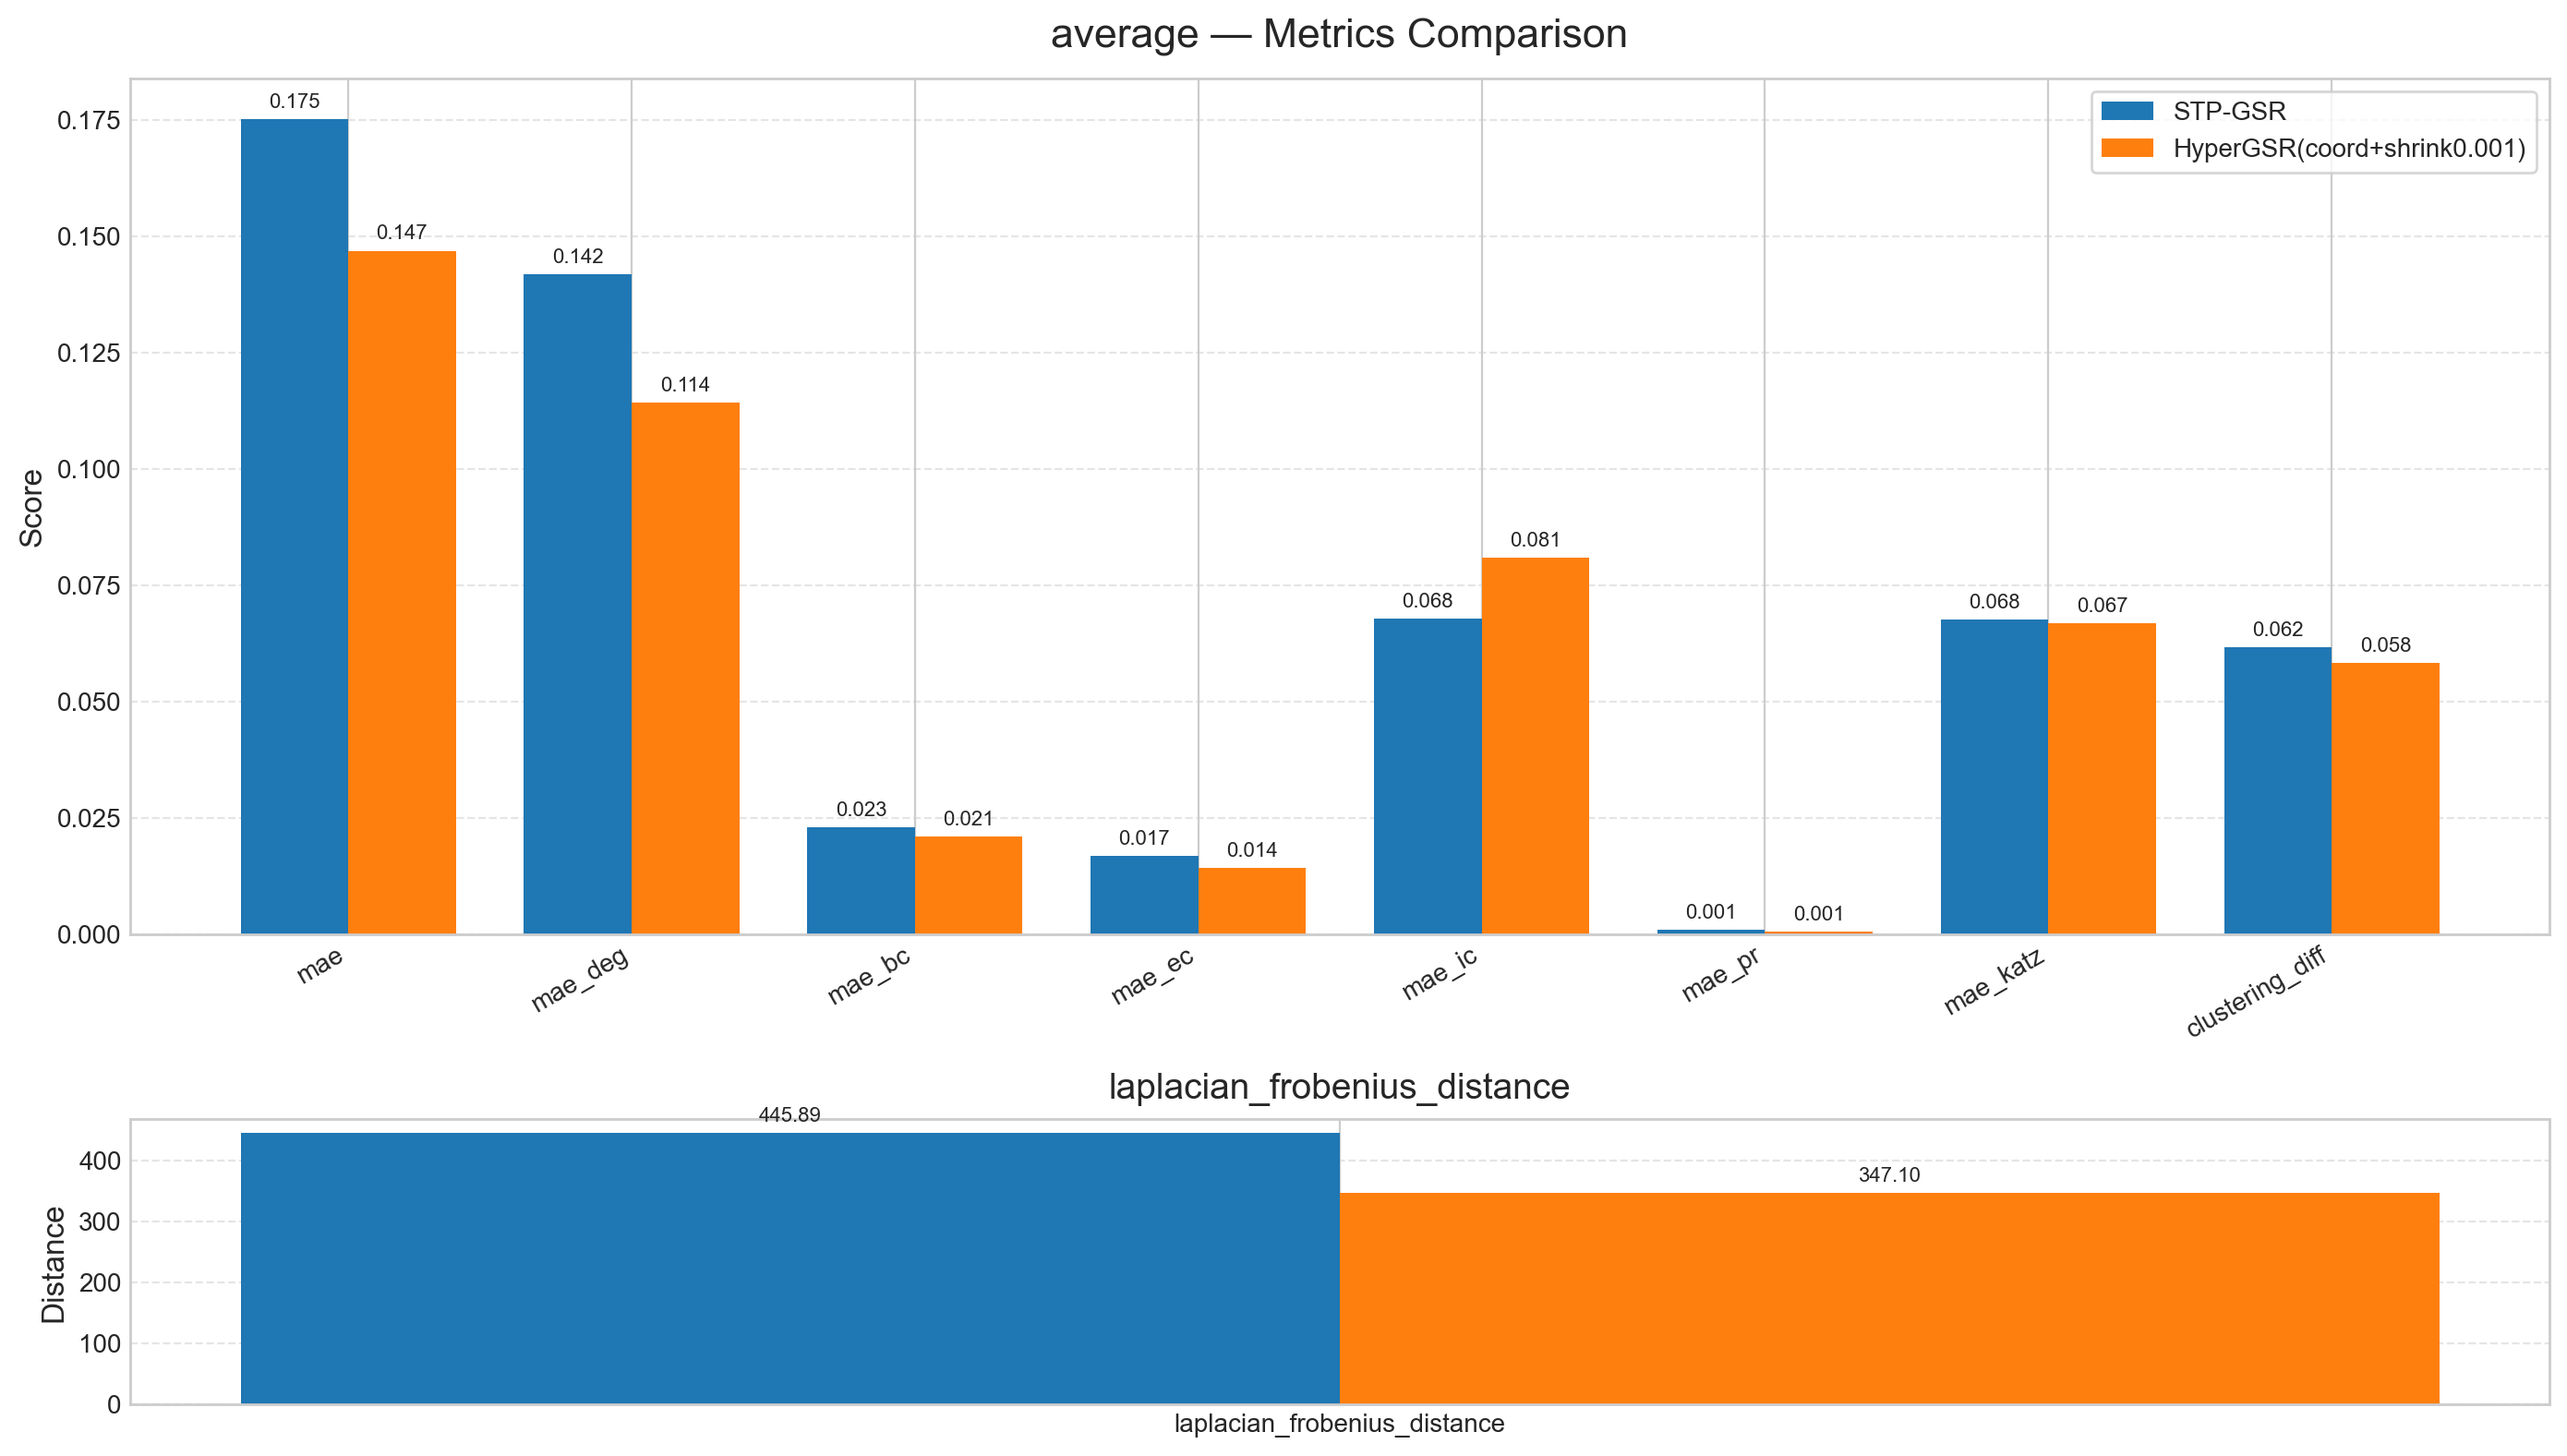 average — Metrics Comparison
STP-GSR
HyperGSR(coord+shrink0.001)
Score
0.175
0.150
0.125
0.100
0.075
0.050
0.025
0.000
0.175
0.147
0.142
0.114
0.023
0.021
0.017
0.014
0.068
0.081
0.001
0.001
0.068
0.067
0.062
0.058
mae
mae_deg
mae_bc
mae_ec
mae_ic
mae_pr
mae_katz
clustering_diff
laplacian_frobenius_distance
Distance
400
300
200
100
0
445.89
347.10
laplacian_frobenius_distance